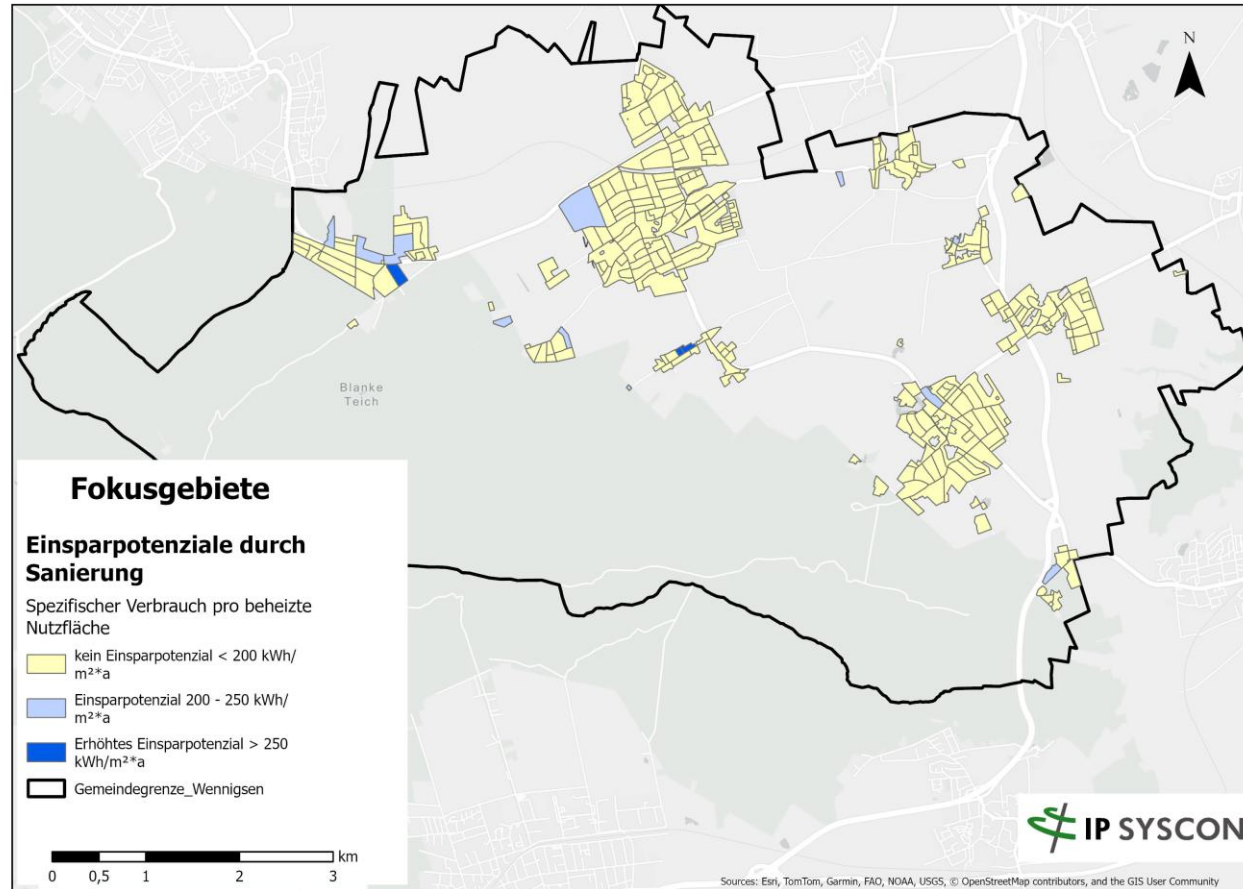 N
Blanke
Teich
Fokusgebiete
Einsparpotenziale durch
Sanierung
Spezifischer Verbrauch pro beheizte
Nutzfläche
kein Einsparpotenzial < 200 kWh/
m²*a
Einsparpotenzial 200 - 250 kWh/
m²*a
Erhöhtes Einsparpotenzial > 250
kWh/m²*a
Gemeindegrenze_Wennigsen
km
0 0,5 1 2 3
IP SYSCON
Sources: Esri, TomTom, Garmin, FAO, NOAA, USGS, © OpenStreetMap contributors, and the GIS User Community